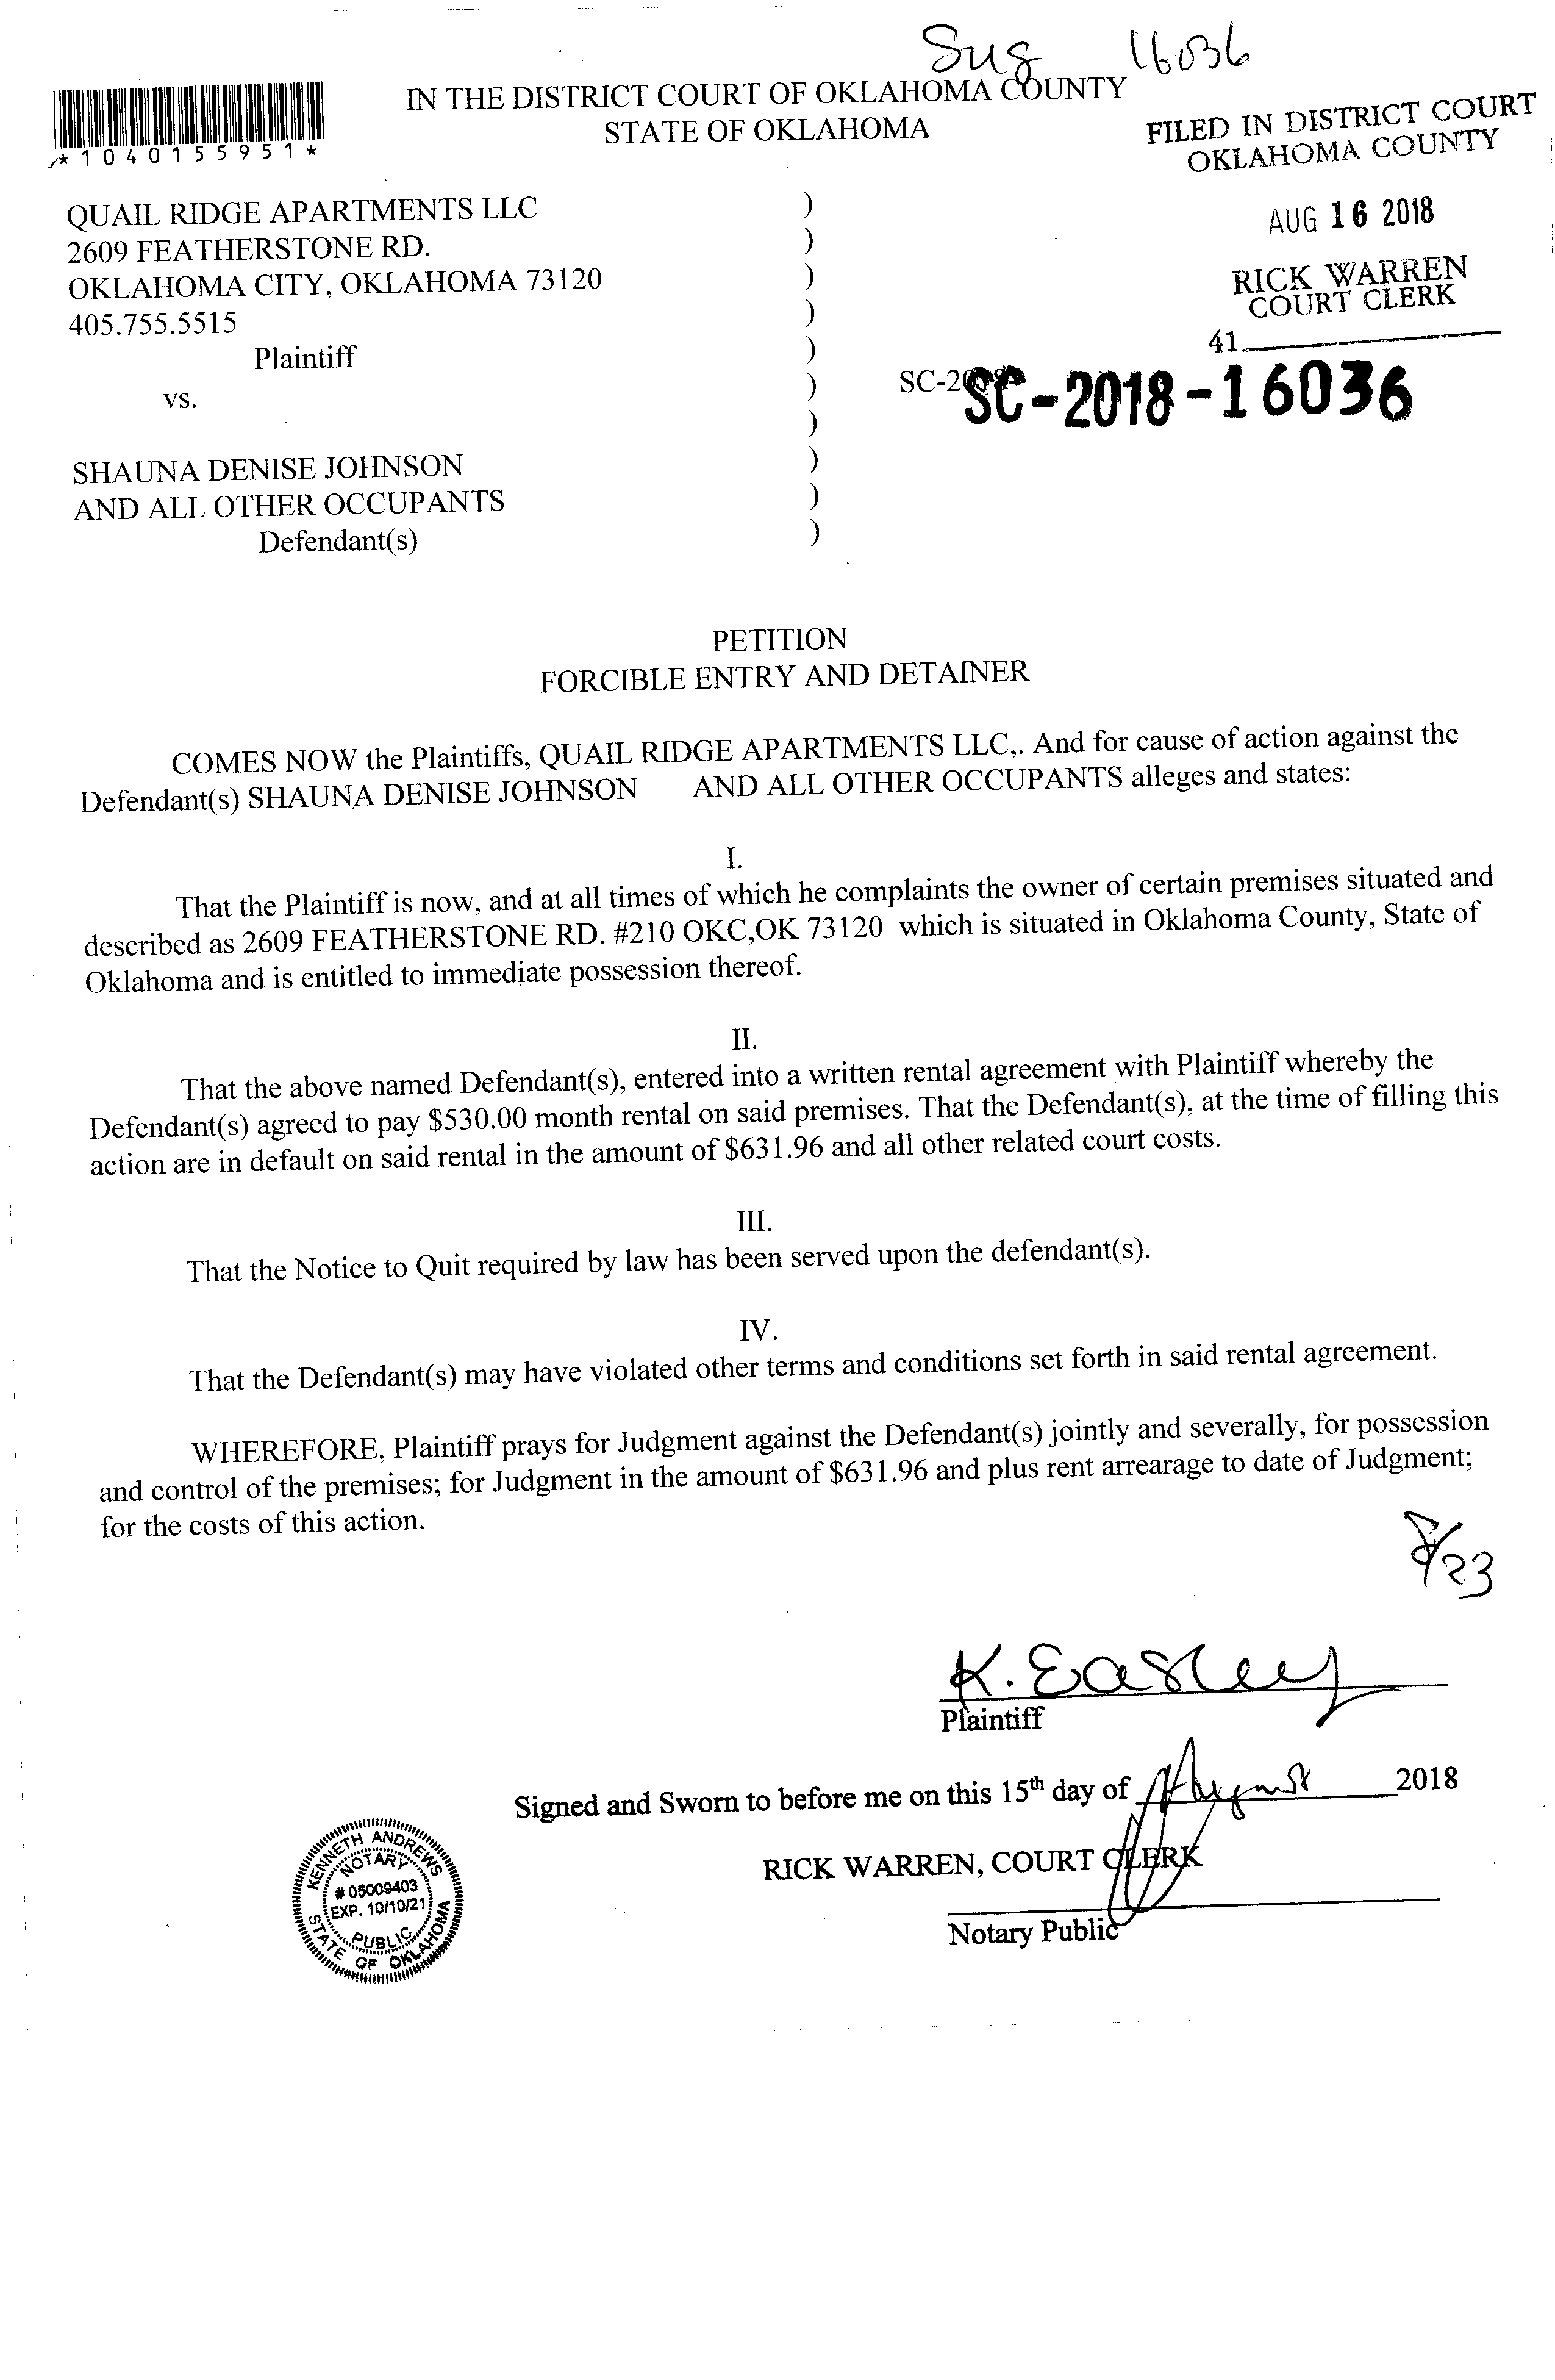 Sug 16036
IN THE DISTRICT COURT OF OKLAHOMA COUNTY
STATE OF OKLAHOMA
*1040155951*
FILED IN DISTRICT COURT
OKLAHOMA COUNTY
AUG 16 2018
RICK WARREN
COURT CLERK
41
QUAIL RIDGE APARTMENTS LLC )
2609 FEATHERSTONE RD. )
OKLAHOMA CITY, OKLAHOMA 73120 )
405.755.5515 )
Plaintiff )
vs. ) SC-2018 SC-2018-16036
)
SHAUNA DENISE JOHNSON )
AND ALL OTHER OCCUPANTS )
Defendant(s) )
PETITION
FORCIBLE ENTRY AND DETAINER
COMES NOW the Plaintiffs, QUAIL RIDGE APARTMENTS LLC,. And for cause of action against the
Defendant(s) SHAUNA DENISE JOHNSON AND ALL OTHER OCCUPANTS alleges and states:
I.
That the Plaintiff is now, and at all times of which he complaints the owner of certain premises situated and
described as 2609 FEATHERSTONE RD. #210 OKC,OK 73120 which is situated in Oklahoma County, State of
Oklahoma and is entitled to immediate possession thereof.
II.
That the above named Defendant(s), entered into a written rental agreement with Plaintiff whereby the
Defendant(s) agreed to pay $530.00 month rental on said premises. That the Defendant(s), at the time of filling this
action are in default on said rental in the amount of $631.96 and all other related court costs.
III.
That the Notice to Quit required by law has been served upon the defendant(s).
IV.
That the Defendant(s) may have violated other terms and conditions set forth in said rental agreement.
WHEREFORE, Plaintiff prays for Judgment against the Defendant(s) jointly and severally, for possession
and control of the premises; for Judgment in the amount of $631.96 and plus rent arrearage to date of Judgment;
for the costs of this action.
8/23
K. Easley
Plaintiff
Signed and Sworn to before me on this 15th day of August 2018
RICK WARREN, COURT CLERK
Notary Public
KENNETH ANDREWS
NOTARY
# 05009403
EXP. 10/10/21
PUBLIC
STATE OF OKLAHOMA